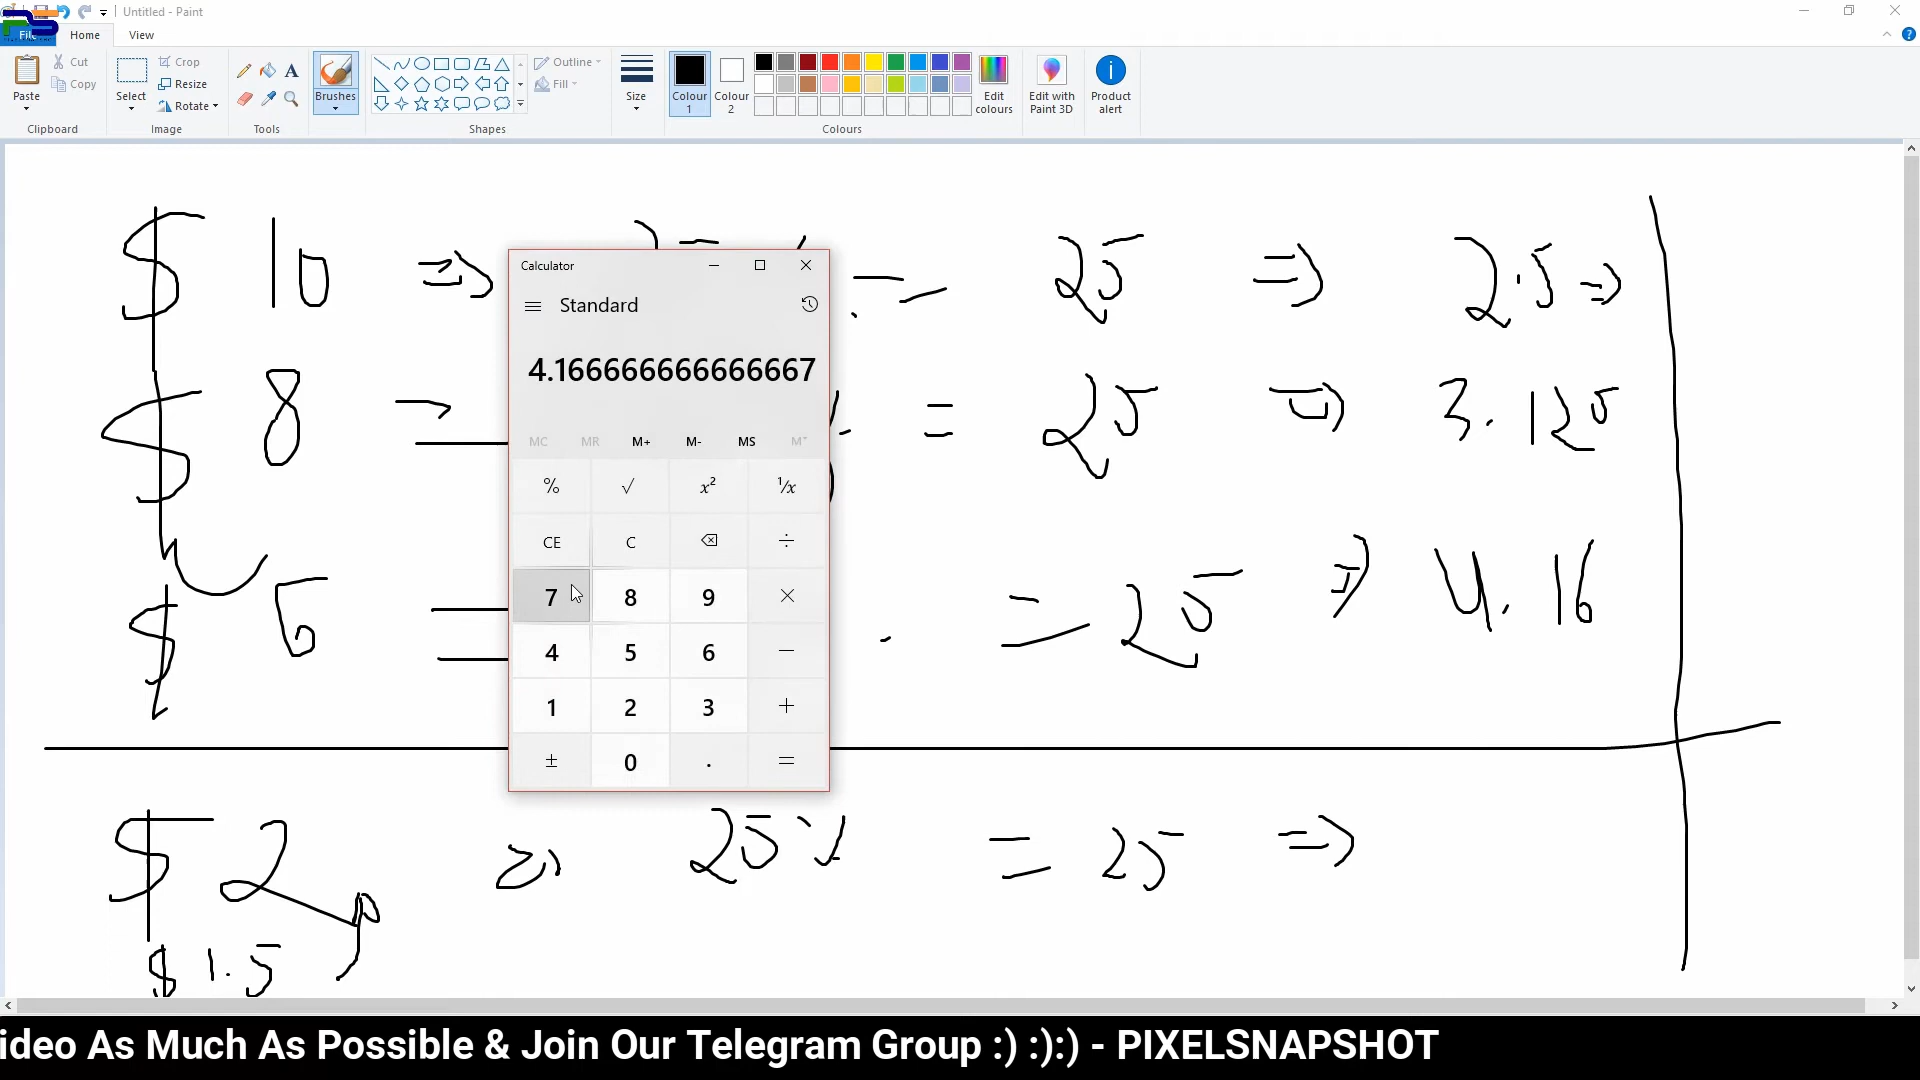 Untitled - Paint
File Home View
Paste
Cut
Copy
Clipboard
Select
Crop
Resize
Rotate
Image
Tools
Brushes
Shapes
Outline
Fill
Size
Colour 1
Colour 2
Edit colours
Colours
Edit with Paint 3D
Product alert
$ 10 ⇒ = 25 ⇒ 2.5 ⇒
$ 8 = 25 ⇒ 3.125
$ 6 = 25 ⇒ 4.16
Calculator
Standard
4.166666666666667
MC MR M+ M- MS M˅
% √ x² ¹/x
CE C ⌫ ÷
7 8 9 ×
4 5 6 −
1 2 3 +
± 0 . =
$ 2 ⇒ 25% = 25 ⇒
$ 1.5
ideo As Much As Possible & Join Our Telegram Group :) :):) - PIXELSNAPSHOT